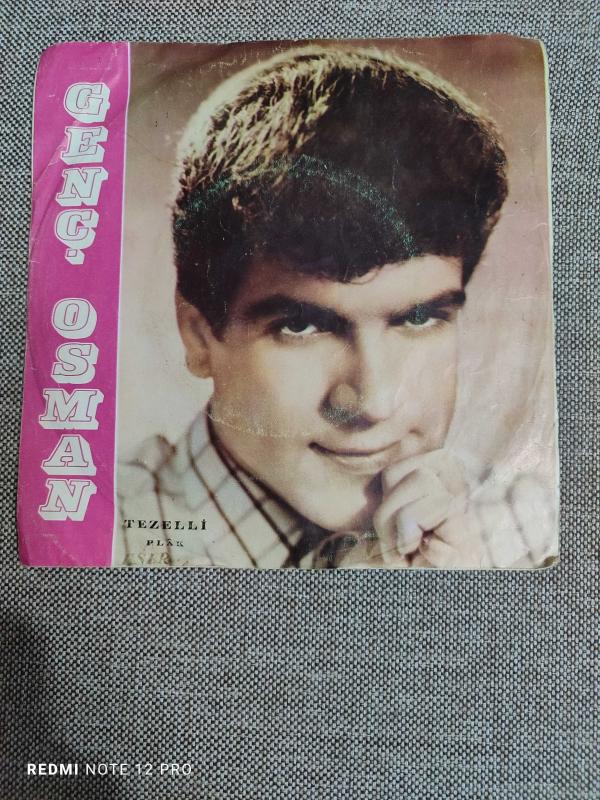 GENÇ OSMAN
TEZELLİ
PLÂK
REDMI NOTE 12 PRO